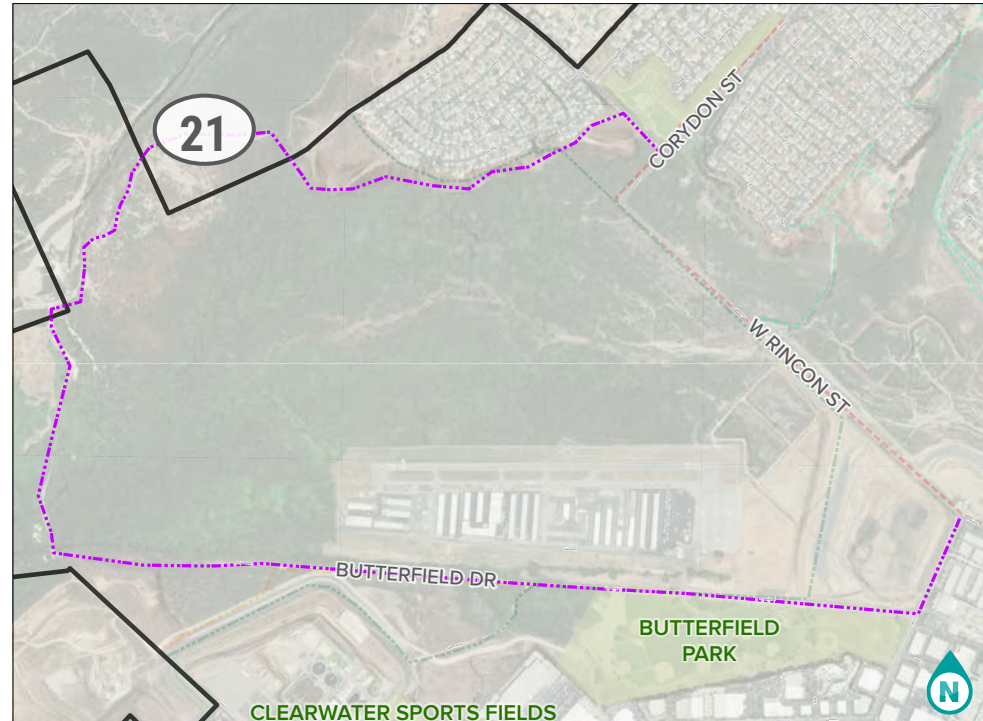 21
CORYDON ST
W RINCON ST
BUTTERFIELD DR
BUTTERFIELD
PARK
CLEARWATER SPORTS FIELDS
N